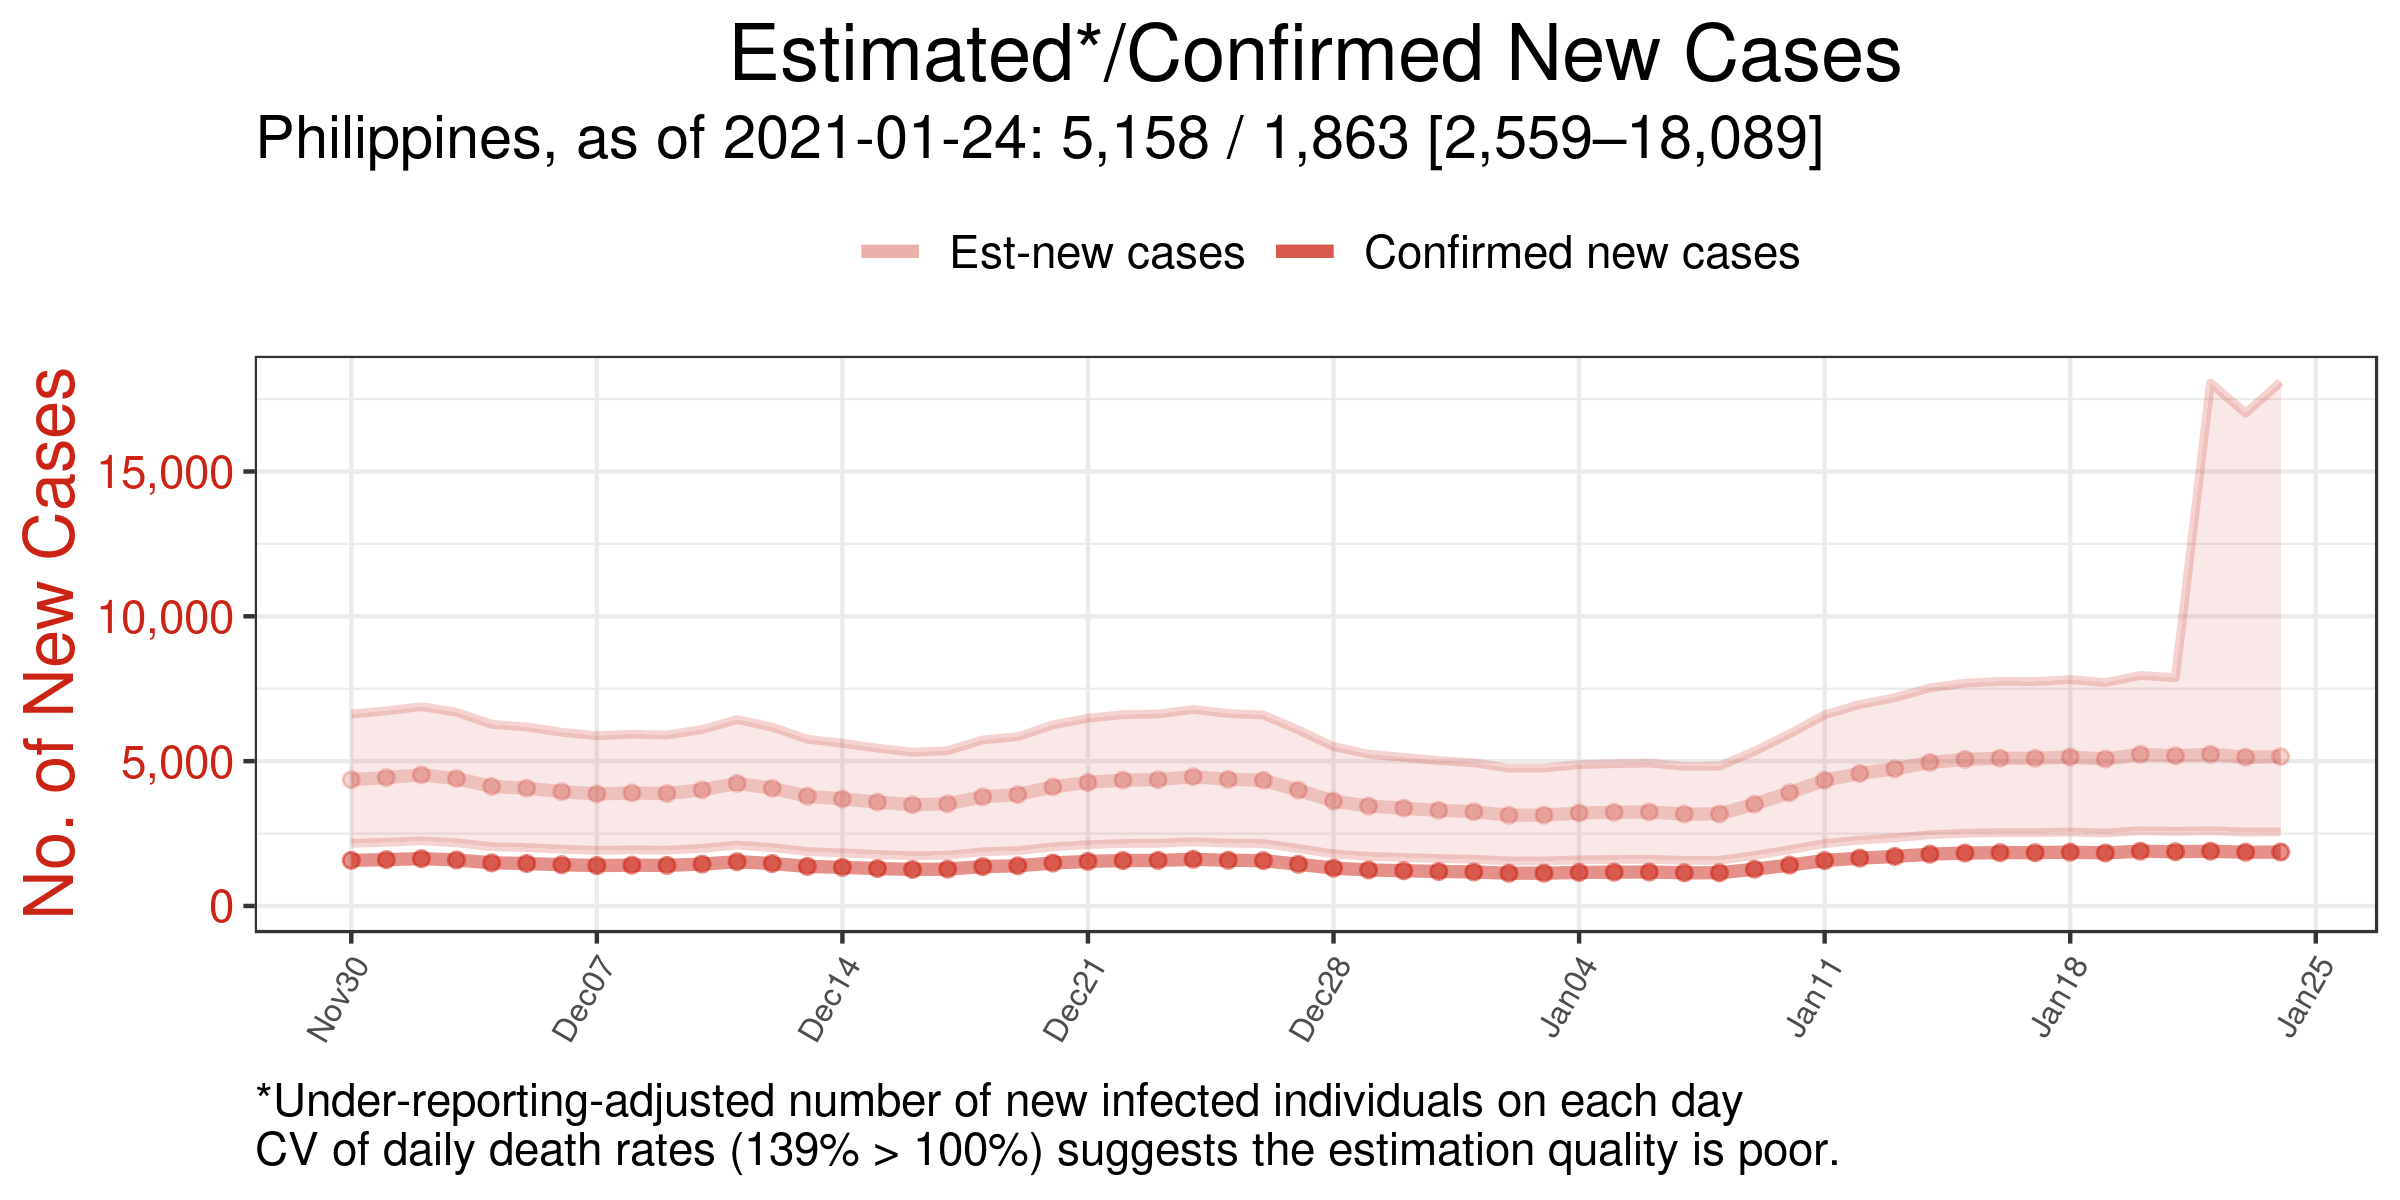 Estimated*/Confirmed New Cases
Philippines, as of 2021-01-24: 5,158 / 1,863 [2,559–18,089]
Est-new cases
Confirmed new cases
No. of New Cases
15,000
10,000
5,000
0
Nov30
Dec07
Dec14
Dec21
Dec28
Jan04
Jan11
Jan18
Jan25
*Under-reporting-adjusted number of new infected individuals on each day
CV of daily death rates (139% > 100%) suggests the estimation quality is poor.